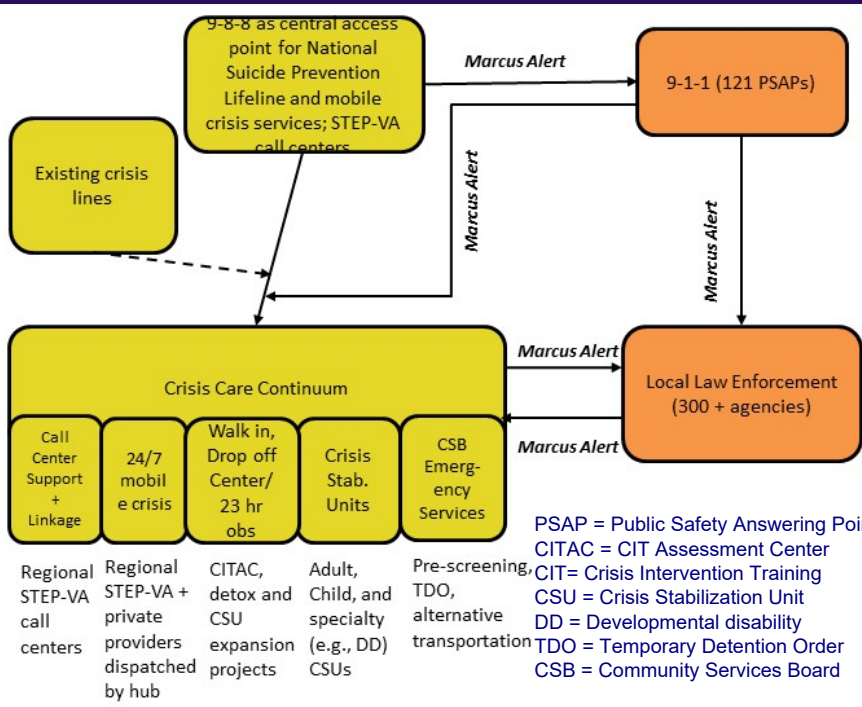 9-8-8 as central access
point for National
Suicide Prevention
Lifeline and mobile
crisis services; STEP-VA
call centers
Marcus Alert
9-1-1 (121 PSAPs)
Existing crisis
lines
Marcus Alert
Marcus Alert
Crisis Care Continuum
Marcus Alert
Local Law Enforcement
(300 + agencies)
Marcus Alert
Call
Center
Support
+
Linkage
24/7
mobil
e crisis
Walk in,
Drop off
Center/
23 hr
obs
Crisis
Stab.
Units
CSB
Emerg-
ency
Services
Regional
STEP-VA
call
centers
Regional
STEP-VA +
private
providers
dispatched
by hub
CITAC,
detox and
CSU
expansion
projects
Adult,
Child, and
specialty
(e.g., DD)
CSUs
Pre-screening,
TDO,
alternative
transportation
PSAP = Public Safety Answering Poi
CITAC = CIT Assessment Center
CIT= Crisis Intervention Training
CSU = Crisis Stabilization Unit
DD = Developmental disability
TDO = Temporary Detention Order
CSB = Community Services Board